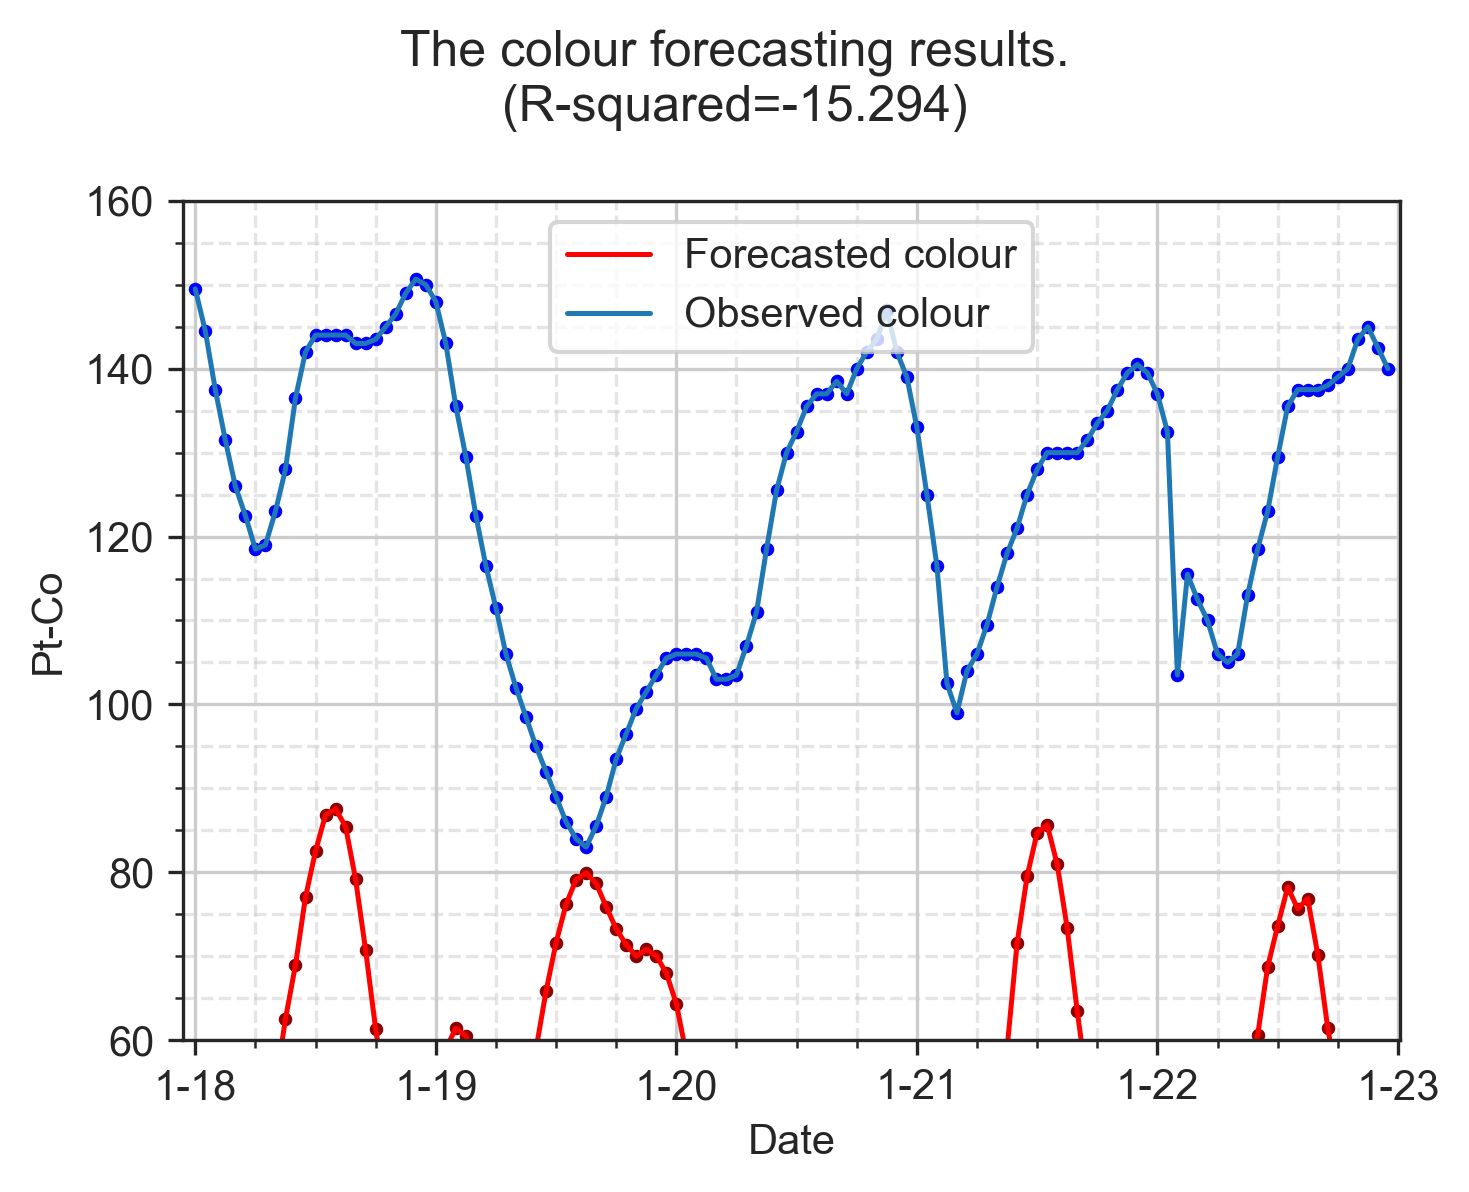 The colour forecasting results.
(R-squared=-15.294)
160
140
120
100
80
60
Pt-Co
Forecasted colour
Observed colour
1-18
1-19
1-20
1-21
1-22
1-23
Date